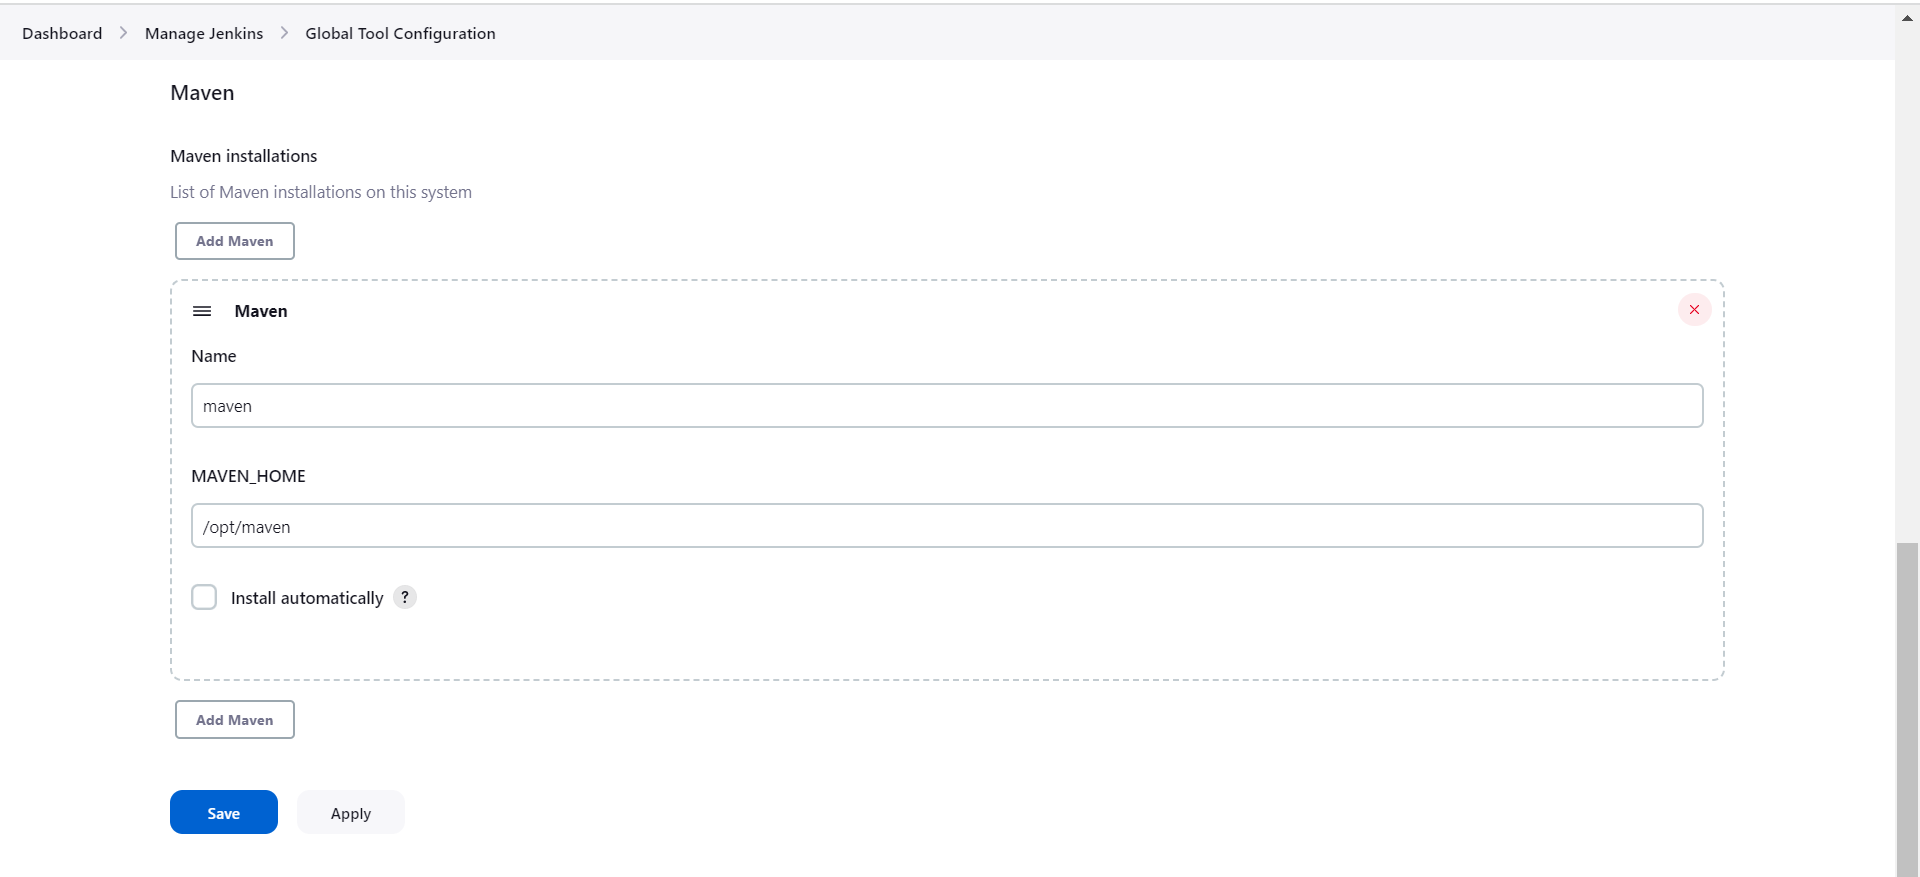 Dashboard > Manage Jenkins > Global Tool Configuration
Maven
Maven installations
List of Maven installations on this system
Add Maven
Maven
Name
maven
MAVEN_HOME
/opt/maven
Install automatically ?
Add Maven
Save Apply